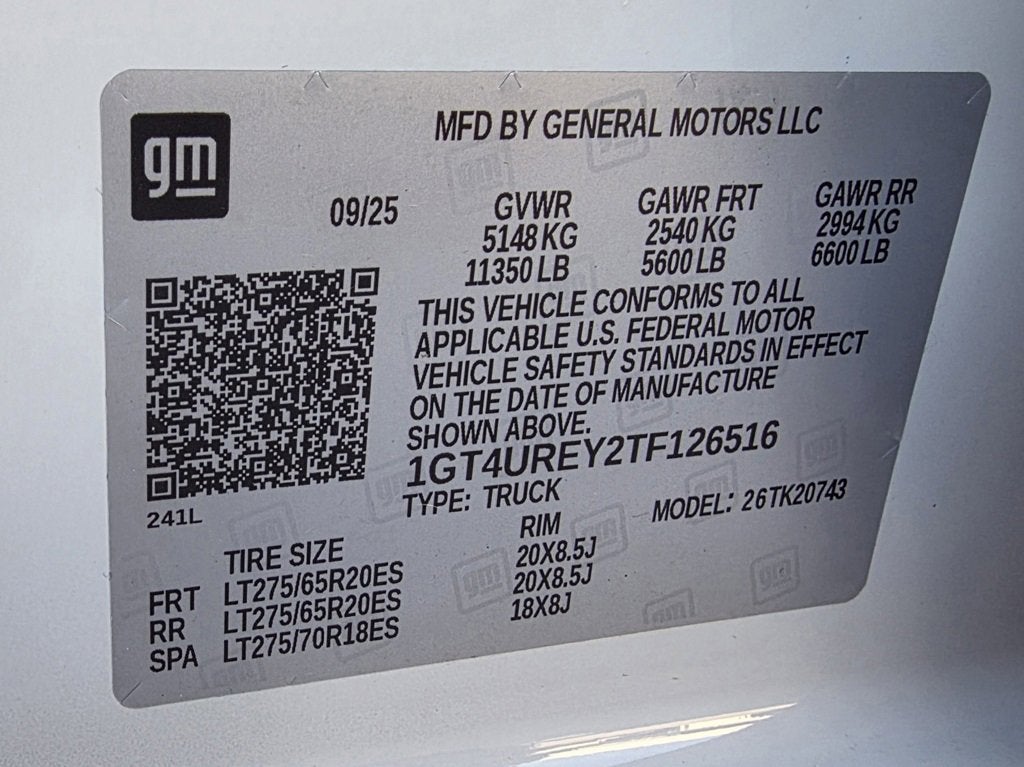 gm
MFD BY GENERAL MOTORS LLC
09/25
GVWR
5148 KG
11350 LB
GAWR FRT
2540 KG
5600 LB
GAWR RR
2994 KG
6600 LB
THIS VEHICLE CONFORMS TO ALL
APPLICABLE U.S. FEDERAL MOTOR
VEHICLE SAFETY STANDARDS IN EFFECT
ON THE DATE OF MANUFACTURE
SHOWN ABOVE.
1GT4UREY2TF126516
TYPE: TRUCK
MODEL: 26TK20743
241L
TIRE SIZE RIM
FRT LT275/65R20ES 20X8.5J
RR LT275/65R20ES 20X8.5J
SPA LT275/70R18ES 18X8J